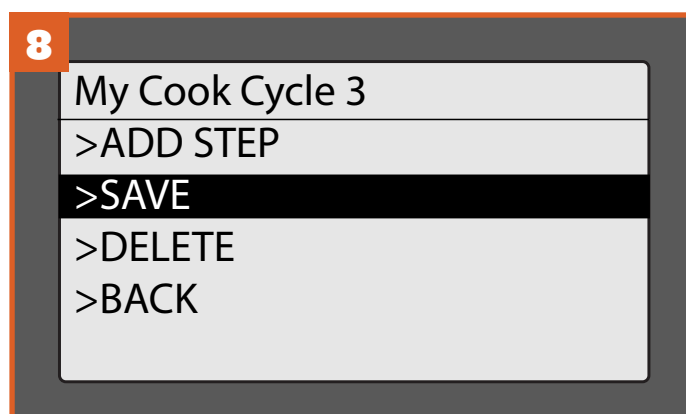 8
My Cook Cycle 3
>ADD STEP
>SAVE
>DELETE
>BACK